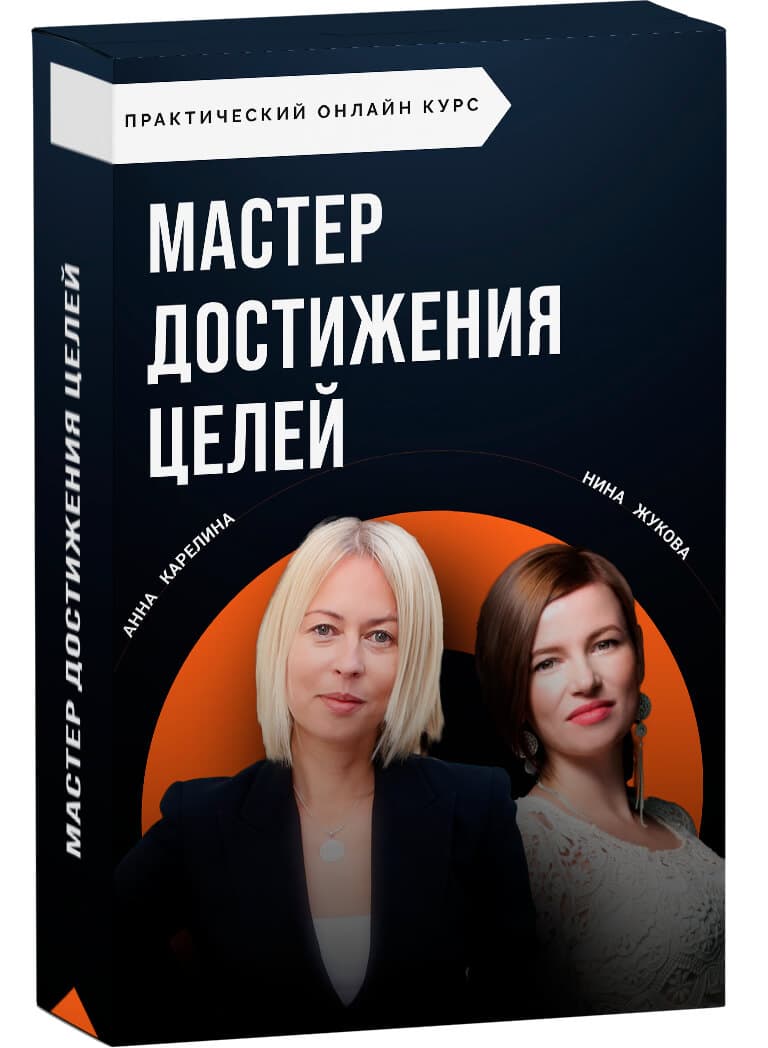 ПРАКТИЧЕСКИЙ ОНЛАЙН КУРС
МАСТЕР
ДОСТИЖЕНИЯ
ЦЕЛЕЙ
АННА КАРЕЛИНА
НИНА ЖУКОВА
МАСТЕР ДОСТИЖЕНИЯ ЦЕЛЕЙ